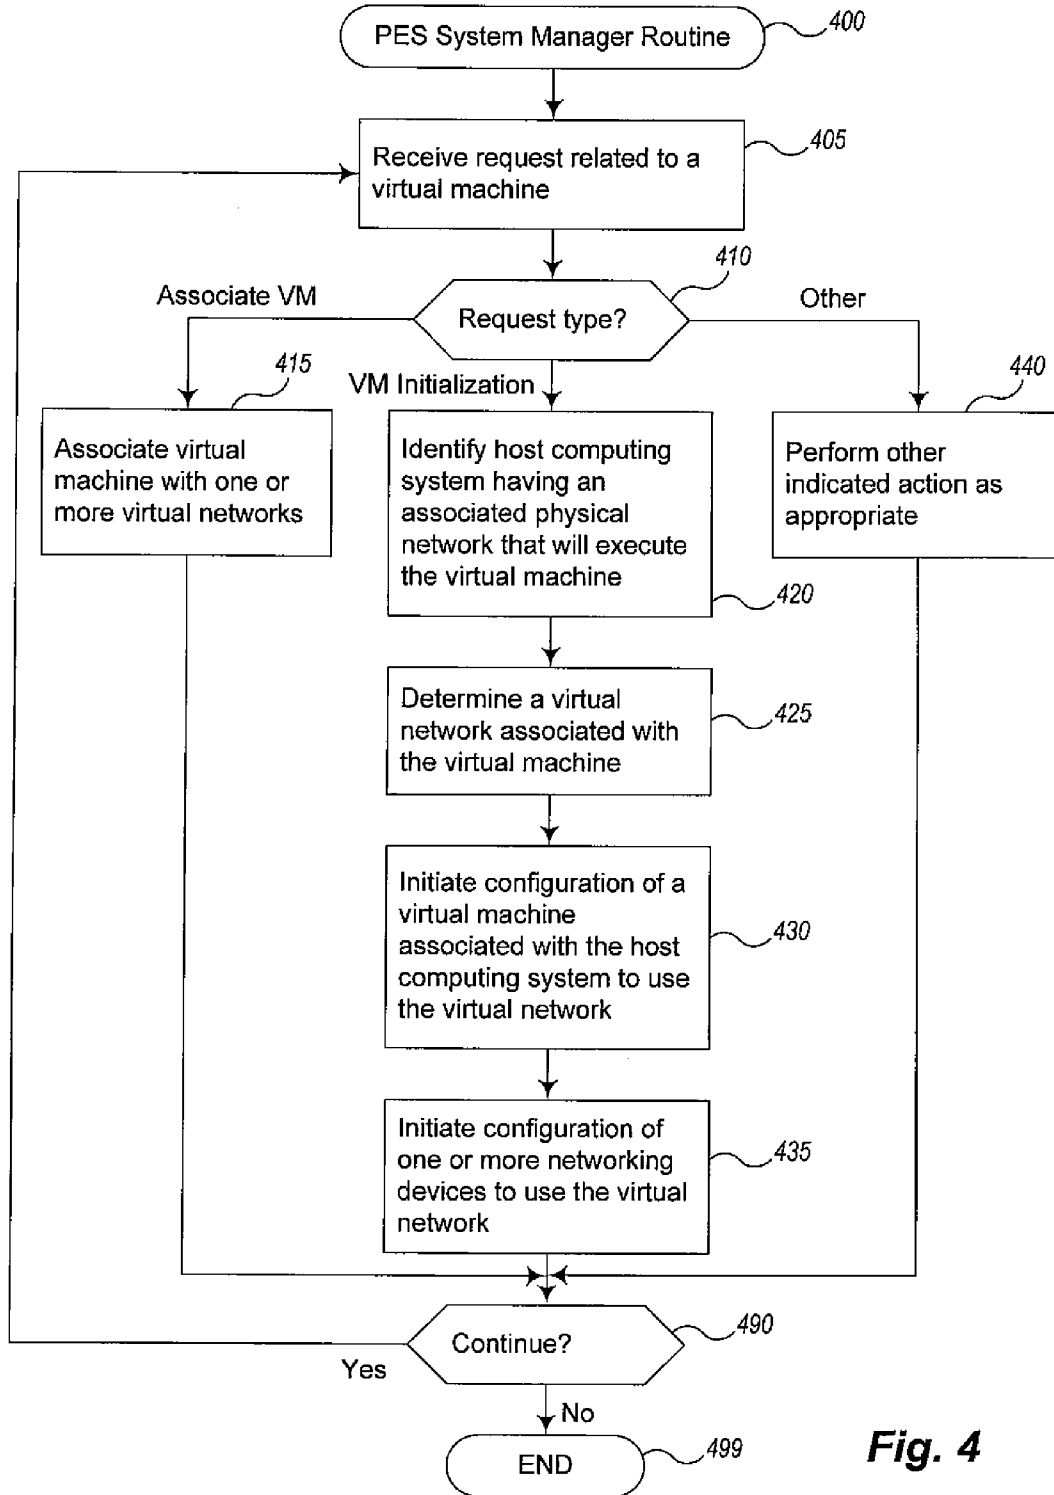 PES System Manager Routine
400
Receive request related to a
virtual machine
405
Request type?
410
Associate VM
VM Initialization
Other
415
Associate virtual
machine with one or
more virtual networks
Identify host computing
system having an
associated physical
network that will execute
the virtual machine
420
440
Perform other
indicated action as
appropriate
Determine a virtual
network associated with
the virtual machine
425
Initiate configuration of a
virtual machine
associated with the host
computing system to use
the virtual network
430
Initiate configuration of
one or more networking
devices to use the virtual
network
435
Continue?
490
Yes
No
END
499
Fig. 4